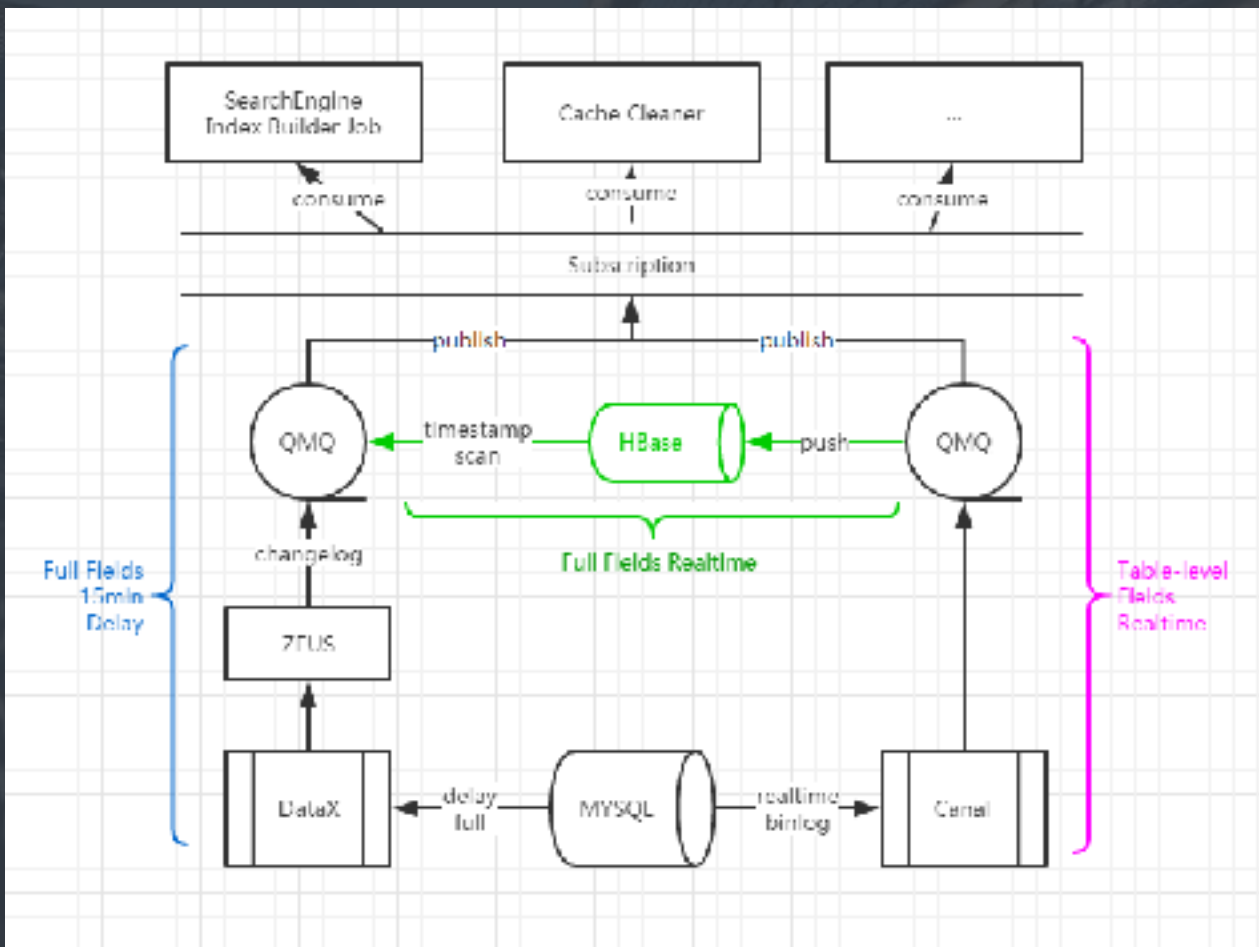 SearchEngine
Index Builder Job
Cache Cleaner
...
consume
consume
consume
Subscription
publish
publish
QMQ
timestamp
scan
HBase
push
QMQ
changelog
Full Fields Realtime
Full Fields
15min
Delay
Table-level
Fields
Realtime
ZEUS
DataX
delay
full
MYSQL
realtime
binlog
Canal